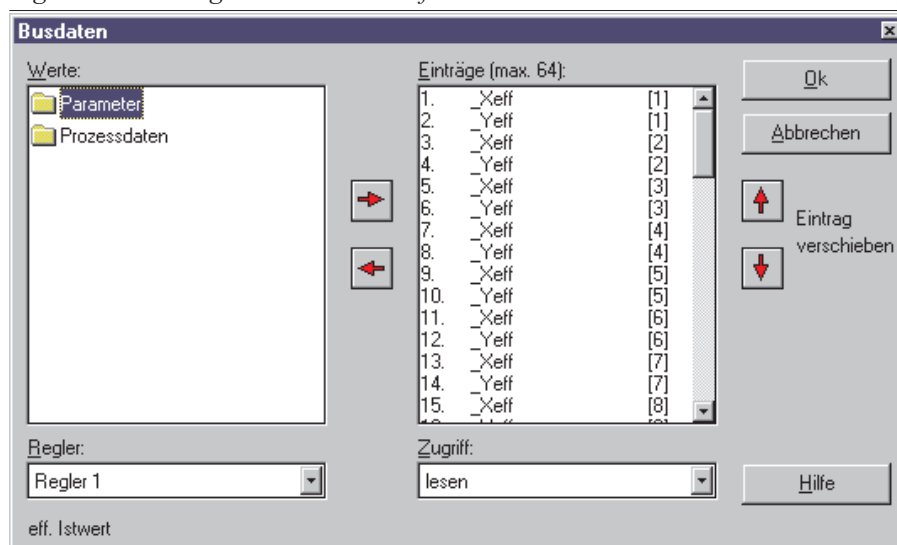 Busdaten
Werte:
Parameter
Prozessdaten
Einträge (max. 64):
1. _Xeff [1]
2. _Yeff [1]
3. _Xeff [2]
4. _Yeff [2]
5. _Xeff [3]
6. _Yeff [3]
7. _Xeff [4]
8. _Yeff [4]
9. _Xeff [5]
10. _Yeff [5]
11. _Xeff [6]
12. _Yeff [6]
13. _Xeff [7]
14. _Yeff [7]
15. _Xeff [8]
Ok
Abbrechen
Eintrag
verschieben
Regler:
Regler 1
Zugriff:
lesen
Hilfe
eff. Istwert